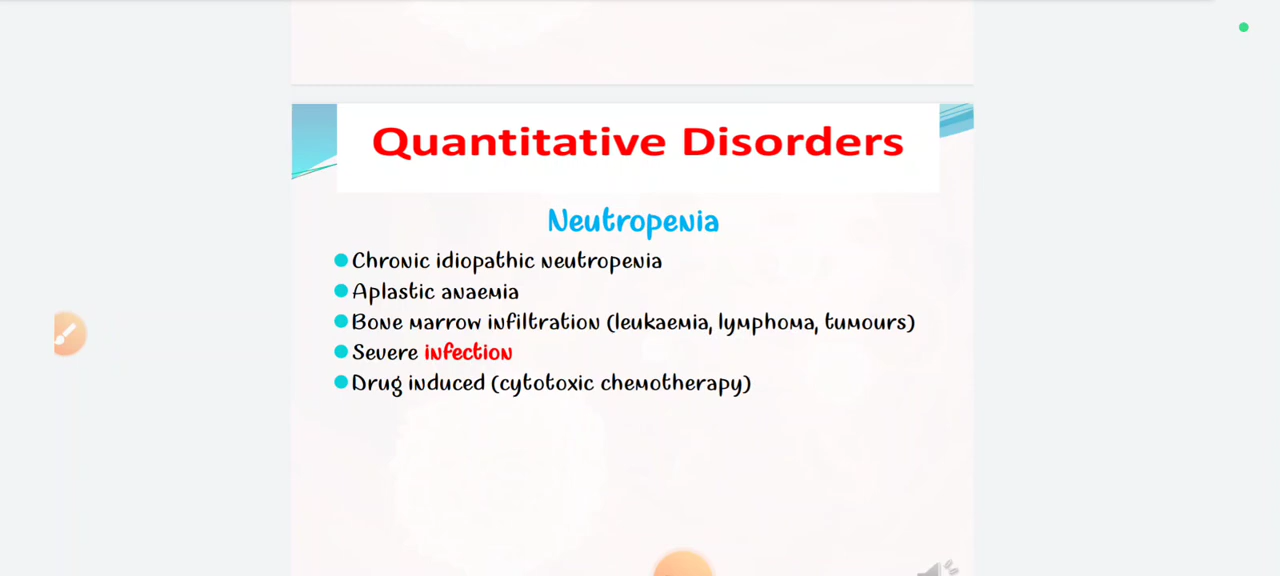 Quantitative Disorders
Neutropenia
Chronic idiopathic neutropenia
Aplastic anaemia
Bone marrow infiltration (leukaemia, lymphoma, tumours)
Severe infection
Drug induced (cytotoxic chemotherapy)